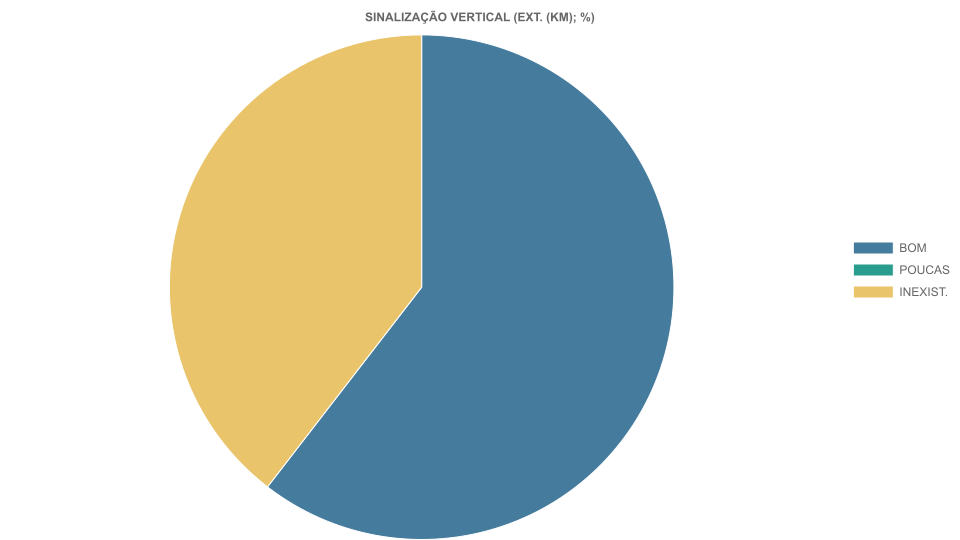 SINALIZAÇÃO VERTICAL (EXT. (KM); %)
BOM
POUCAS
INEXIST.